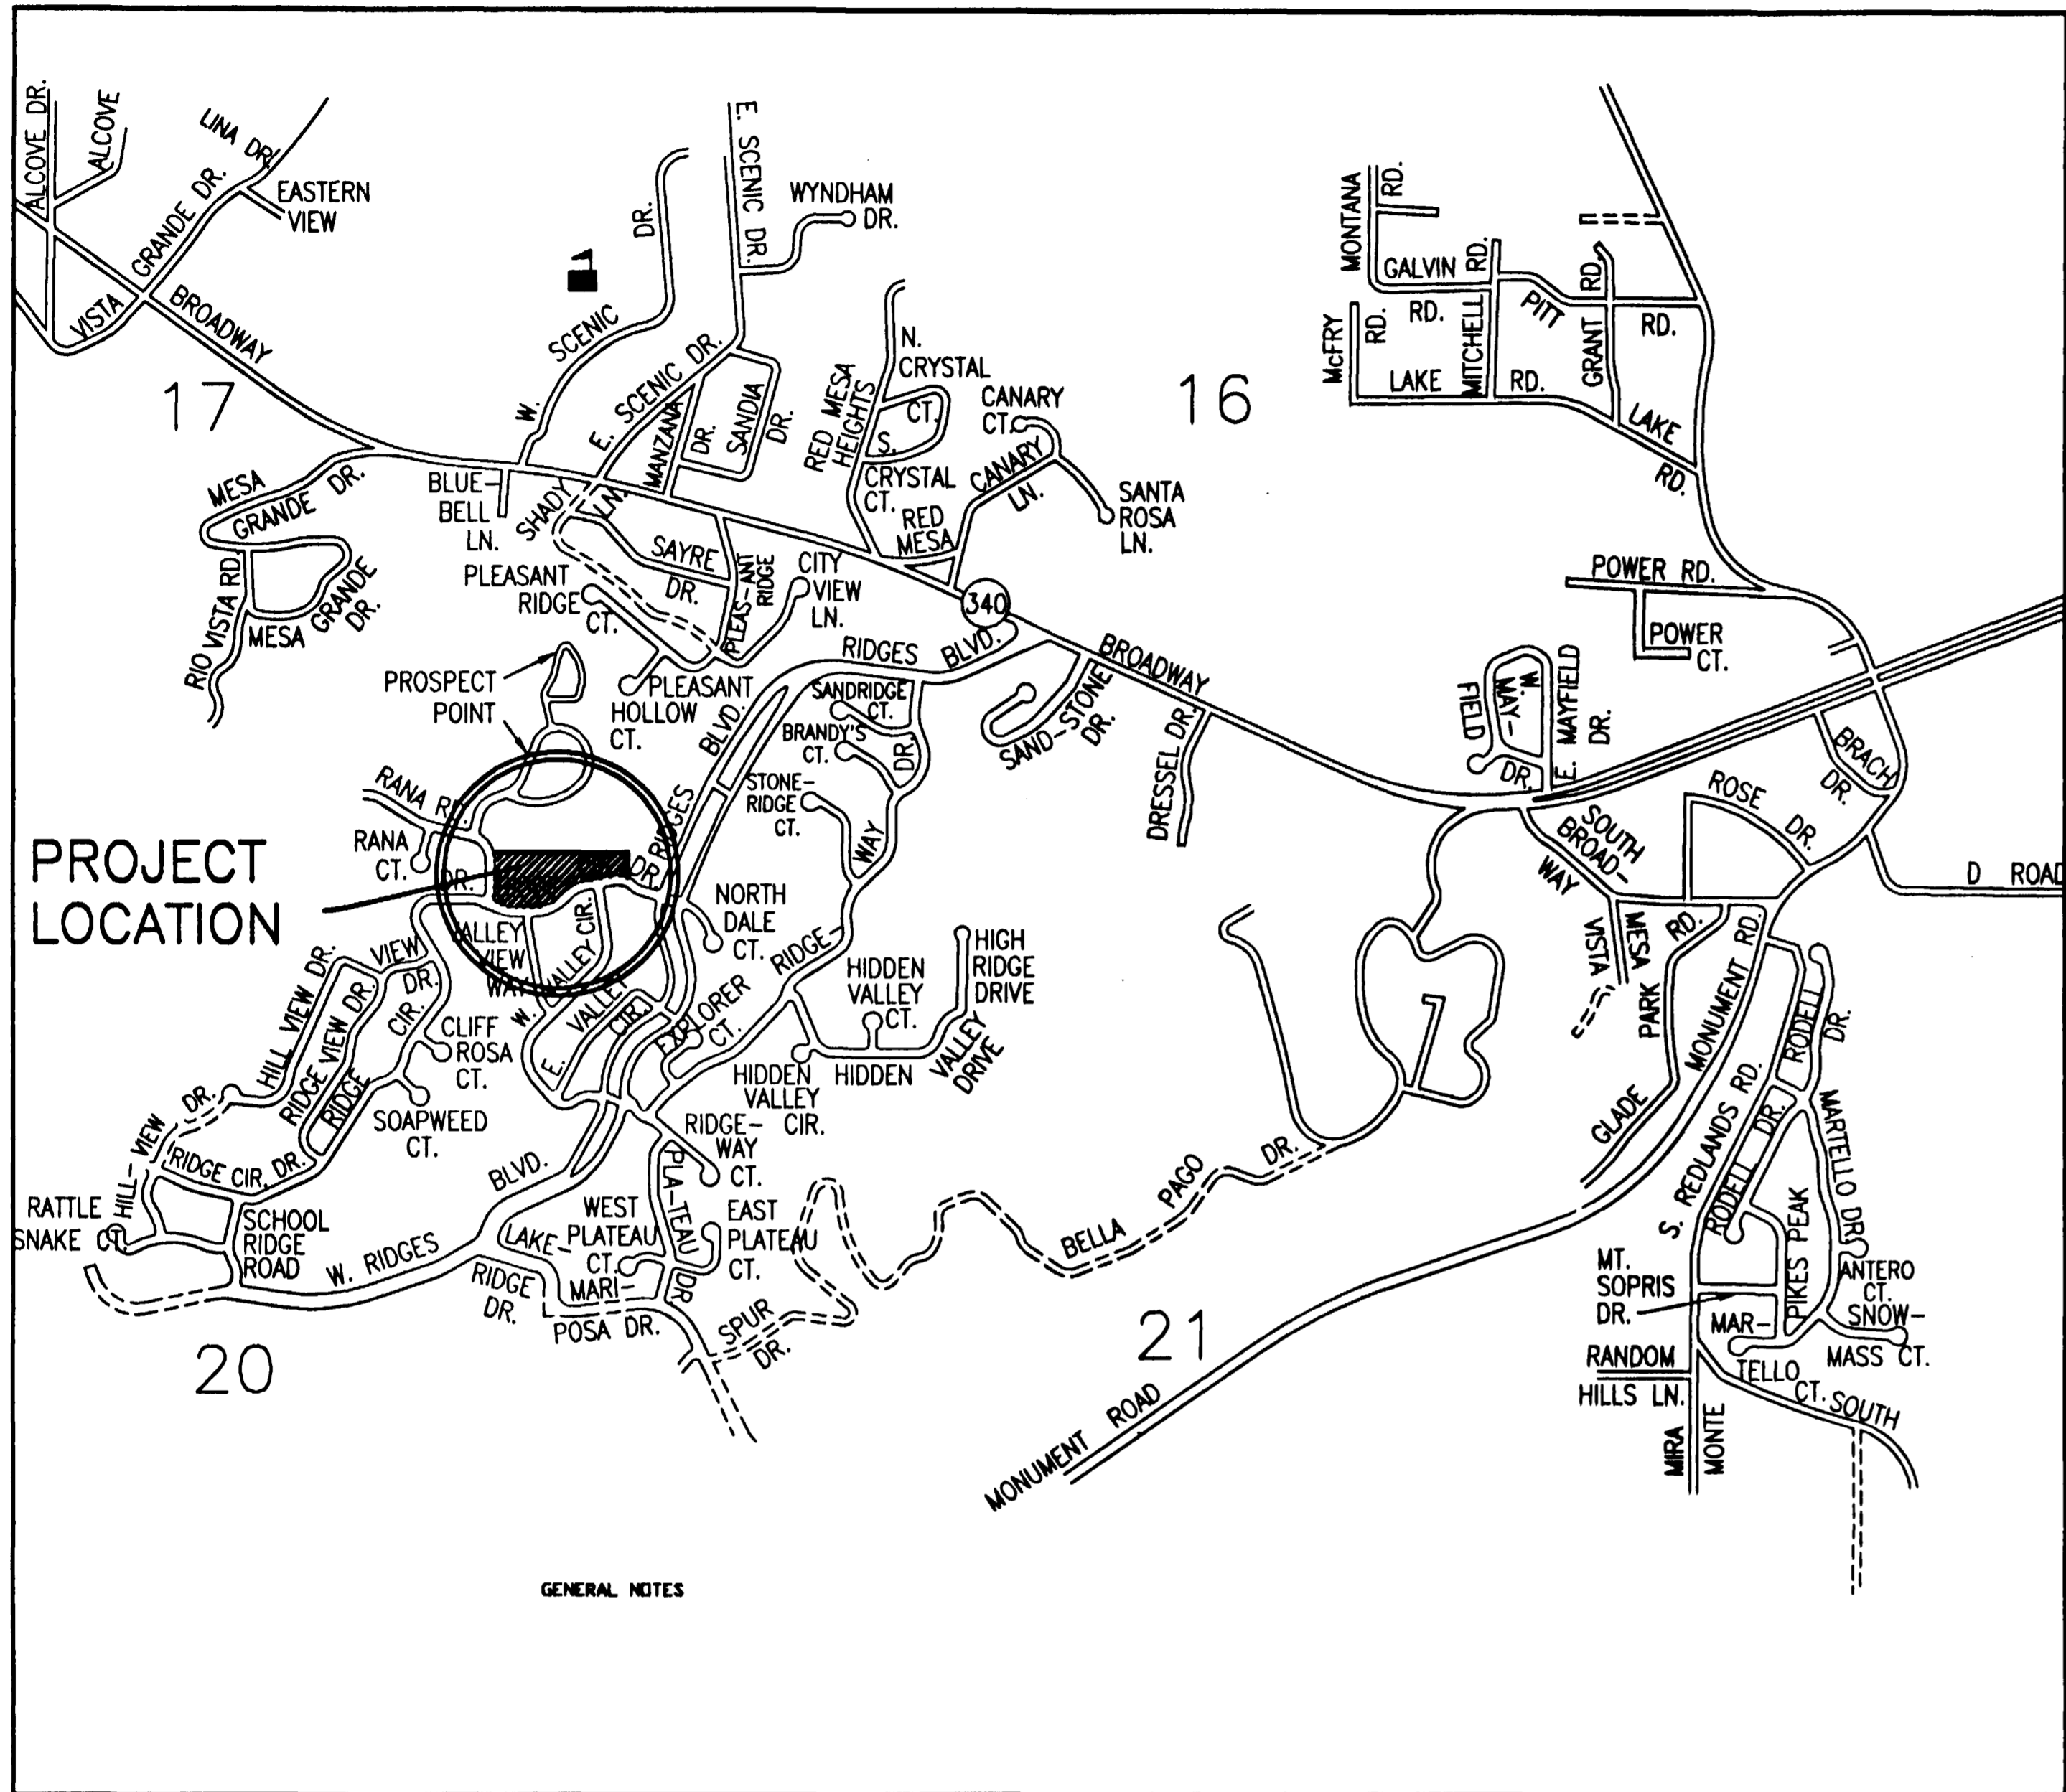 ALCOVE DR.
ALCOVE
LINA DR.
VISTA
GRANDE DR.
EASTERN
VIEW
BROADWAY
17
W.
SCENIC
DR.
E. SCENIC DR.
E. SCENIC DR.
WYNDHAM
DR.
MANZANA
DR.
SANDIA
DR.
RED MESA
HEIGHTS
N.
CRYSTAL
CT.
S.
CRYSTAL
CT.
CANARY
CT.
CANARY
LN.
RED
MESA
SANTA
ROSA
LN.
16
MONTANA
RD.
GALVIN
RD.
McFRY
RD.
MITCHELL
RD.
PITT
RD.
GRANT
RD.
LAKE
RD.
LAKE
RD.
MESA
GRANDE
DR.
RIO VISTA RD
MESA
GRANDE
DR.
BLUE-
BELL
LN.
SHADY
LN.
SAYRE
DR.
PLEAS-ANT
RIDGE
PLEASANT
RIDGE
CT.
CITY
VIEW
LN.
PLEASANT
HOLLOW
CT.
PROSPECT
POINT
340
RIDGES
BLVD.
BROADWAY
POWER RD.
POWER
CT.
SANDRIDGE
CT.
BRANDY'S
CT.
DR.
STONE-
RIDGE
CT.
WAY
RIDGE-
SAND-STONE
DR.
DRESSEL DR.
W.
MAY-
FIELD
DR.
E. MAYFIELD
DR.
BRACH
DR.
ROSE
DR.
SOUTH
BROAD-
WAY
D ROAD
RIDGES
BLVD.
RANA RD.
RANA
CT.
PROJECT
LOCATION
DR.
DR.
VALLEY
VIEW
WAY
VALLEY CIR.
W.
E.
VALLEY
CIR.
NORTH
DALE
CT.
EXPLORER
CT.
HIDDEN
VALLEY
CT.
HIGH
RIDGE
DRIVE
HIDDEN
VALLEY
DRIVE
HIDDEN
VALLEY
CIR.
HILL VIEW DR.
VIEW
DR.
RIDGE VIEW DR.
RIDGE
CIR.
CLIFF
ROSA
CT.
SOAPWEED
CT.
HILL-VIEW DR.
RIDGE CIR. DR.
RATTLE
SNAKE CT.
SCHOOL
RIDGE
ROAD
W. RIDGES
BLVD.
RIDGE-
WAY
CT.
PLA-TEAU
DR
WEST
PLATEAU
CT.
EAST
PLATEAU
CT.
LAKE-
RIDGE
DR.
MARI-
POSA DR.
SPUR
DR.
20
BELLA
PAGO
DR.
21
MONUMENT ROAD
VISTA
MESA
PARK
RD.
GLADE
MONUMENT RD.
S. REDLANDS RD.
RODELL
DR.
RODELL
DR.
MARTELLO DR.
PIKES PEAK
MT.
SOPRIS
DR.
ANTERO
CT.
SNOW-
MASS CT.
MAR-
TELLO
CT.
SOUTH
RANDOM
HILLS LN.
MIRA
MONTE
GENERAL NOTES